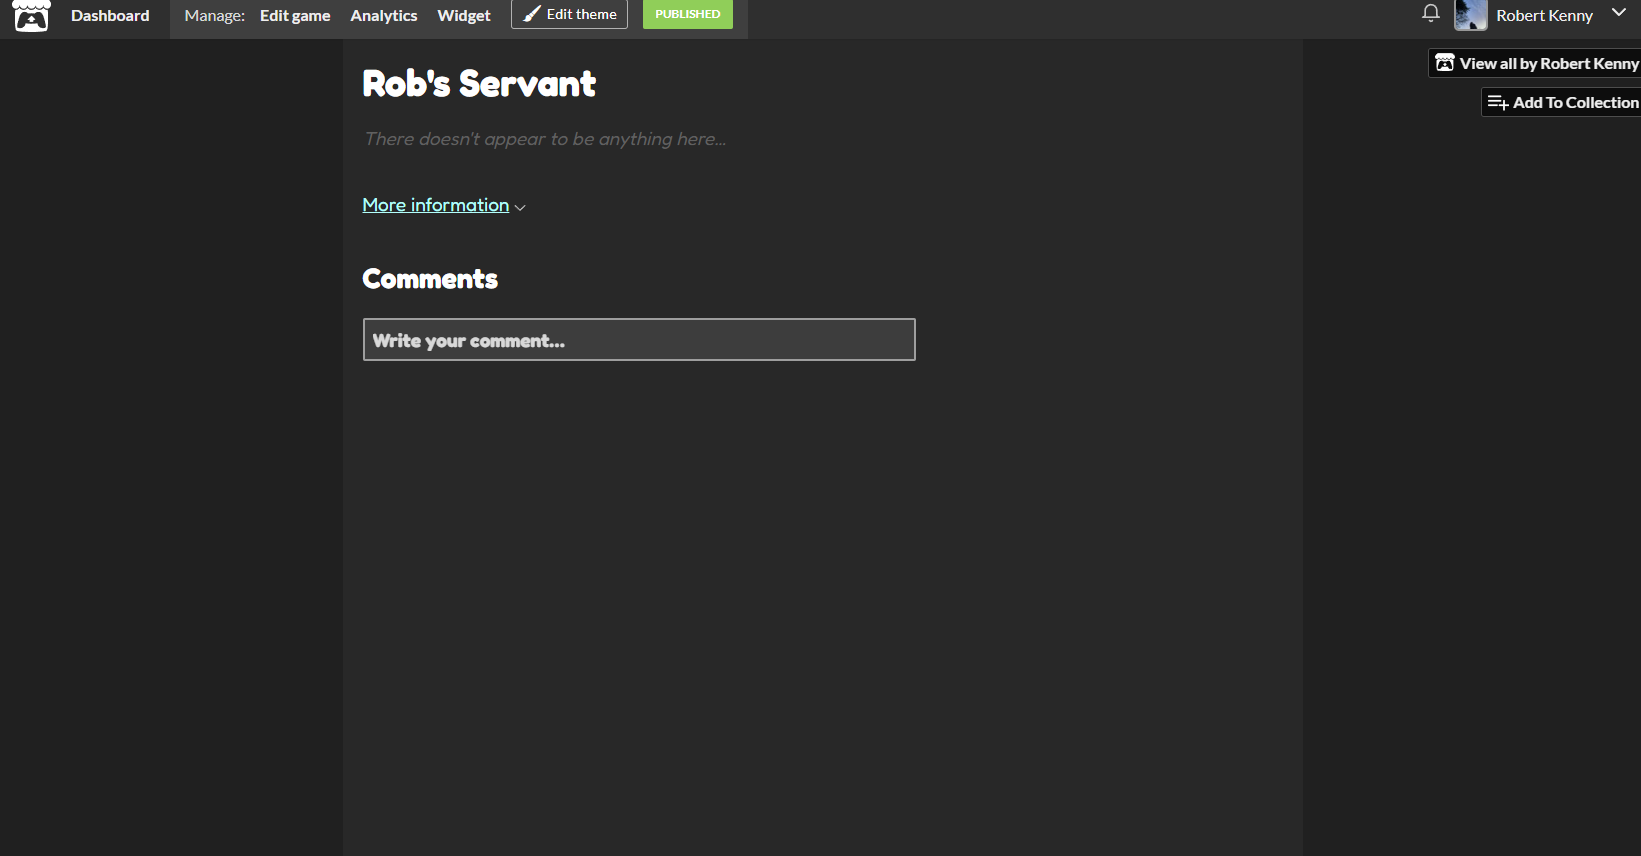 Dashboard Manage: Edit game Analytics Widget Edit theme PUBLISHED Robert Kenny
View all by Robert Kenny
Add To Collection
Rob's Servant
There doesn't appear to be anything here...
More information
Comments
Write your comment...